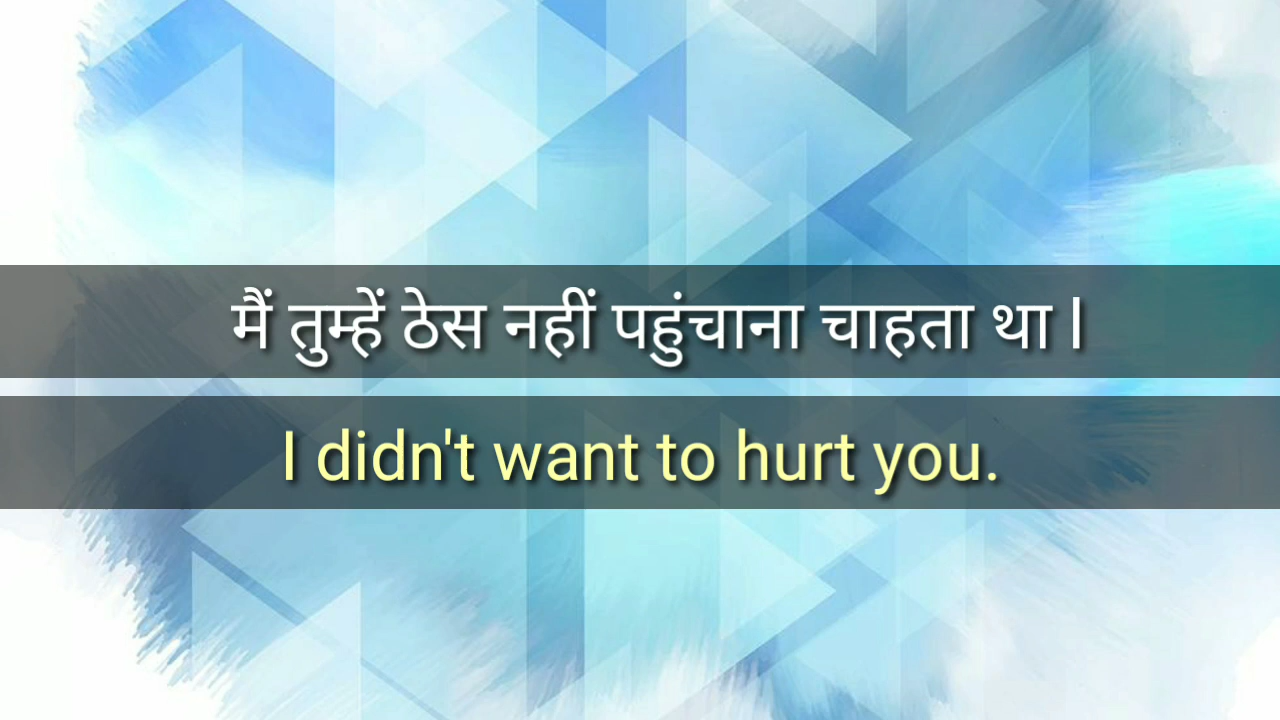 मैं तुम्हें ठेस नहीं पहुंचाना चाहता था l
I didn't want to hurt you.